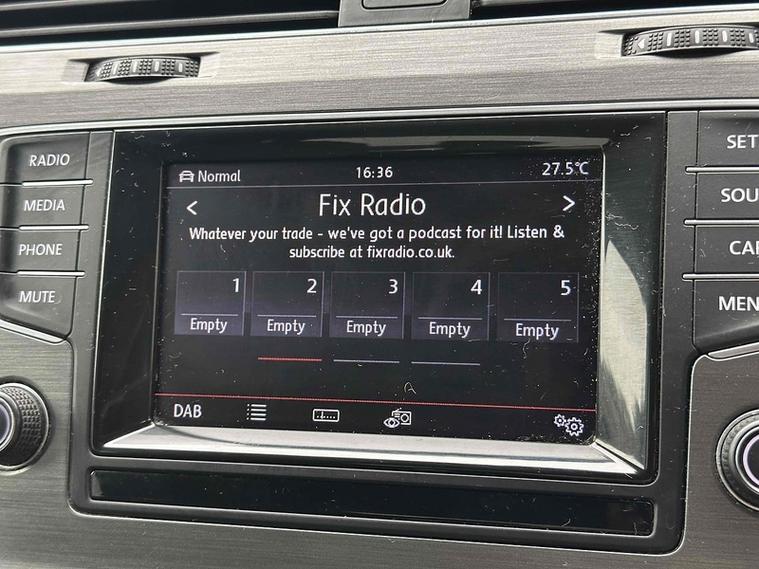 RADIO
MEDIA
PHONE
MUTE
Normal 16:36 27.5°C
< Fix Radio >
Whatever your trade - we've got a podcast for it! Listen &
subscribe at fixradio.co.uk.
1 2 3 4 5
Empty Empty Empty Empty Empty
DAB
SET
SOU
CAR
MEN